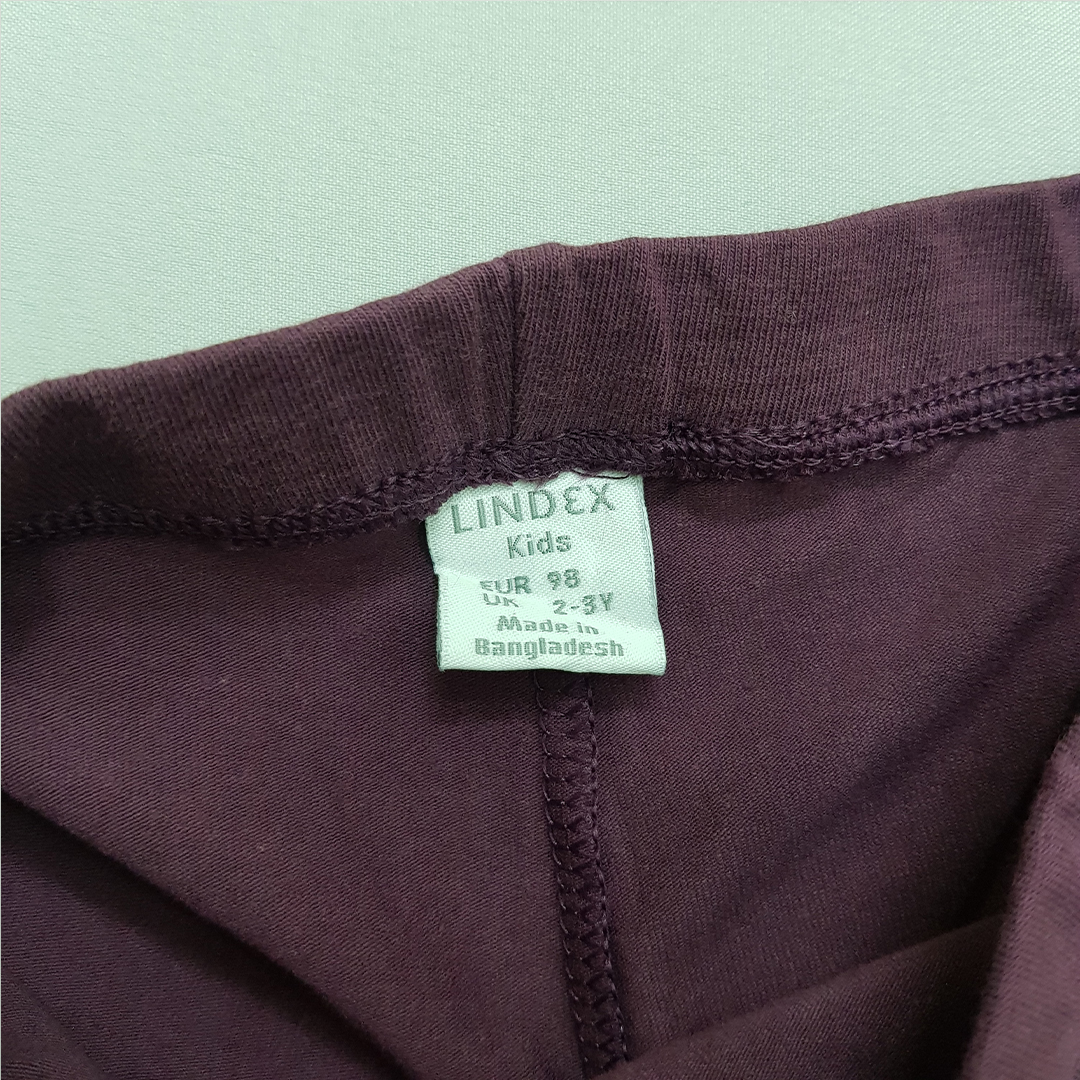 LINDEX
Kids
EUR 98
UK 2-3Y
Made in
Bangladesh